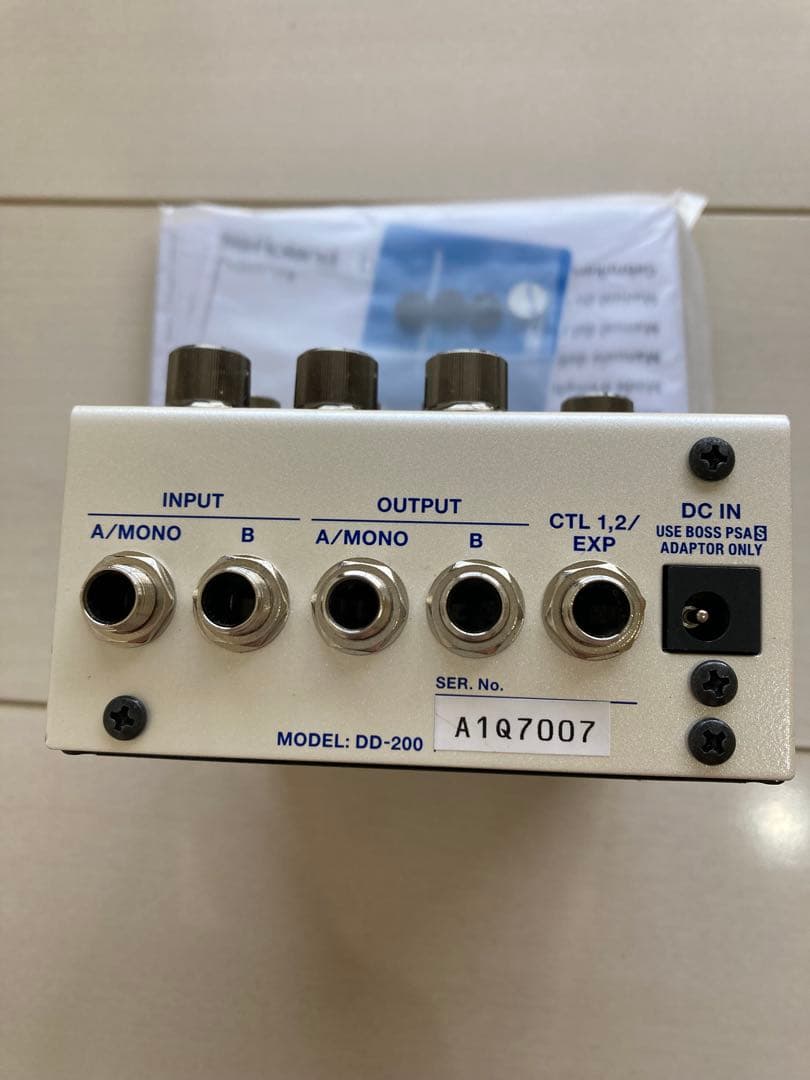 INPUT
A/MONO
B
OUTPUT
A/MONO
B
CTL 1,2/
EXP
DC IN
USE BOSS PSA S
ADAPTOR ONLY
SER. No.
A1Q7007
MODEL: DD-200